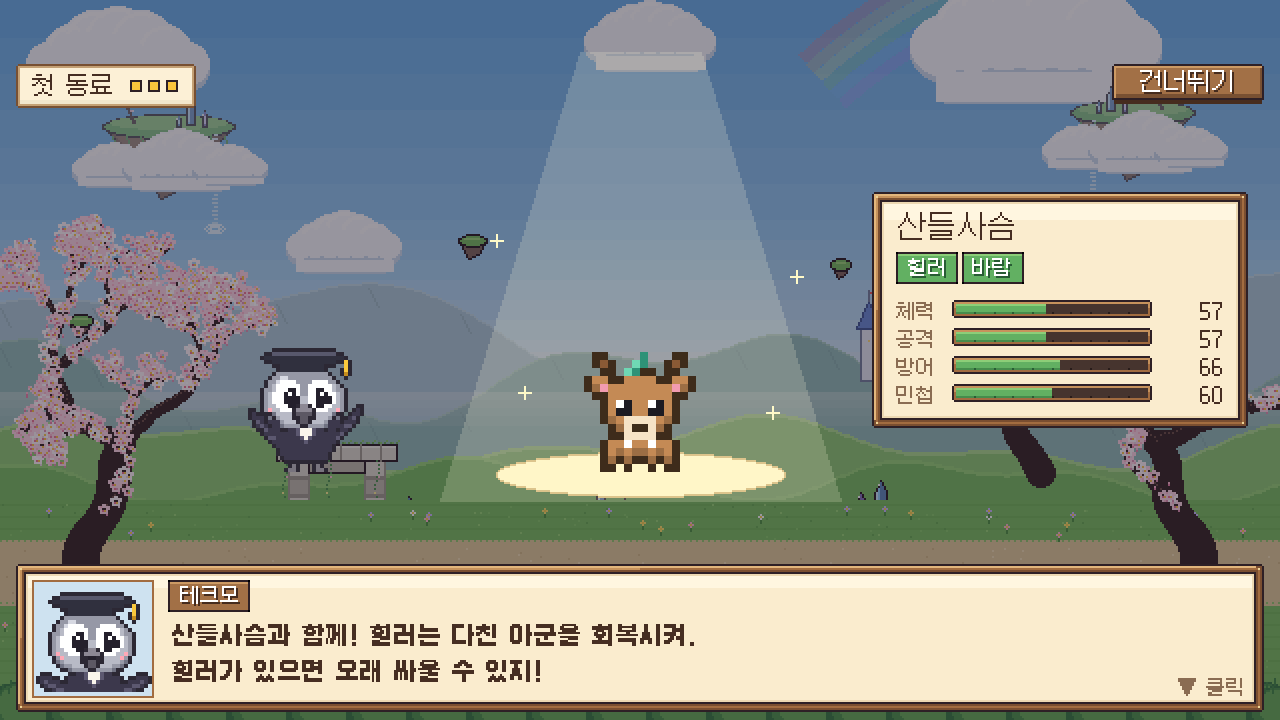 첫 동료
건너뛰기
산들사슴
힐러 바람
체력 57
공격 57
방어 66
민첩 60
테크모
산들사슴과 함께! 힐러는 다친 아군을 회복시켜.
힐러가 있으면 오래 싸울 수 있지!
▼ 클릭